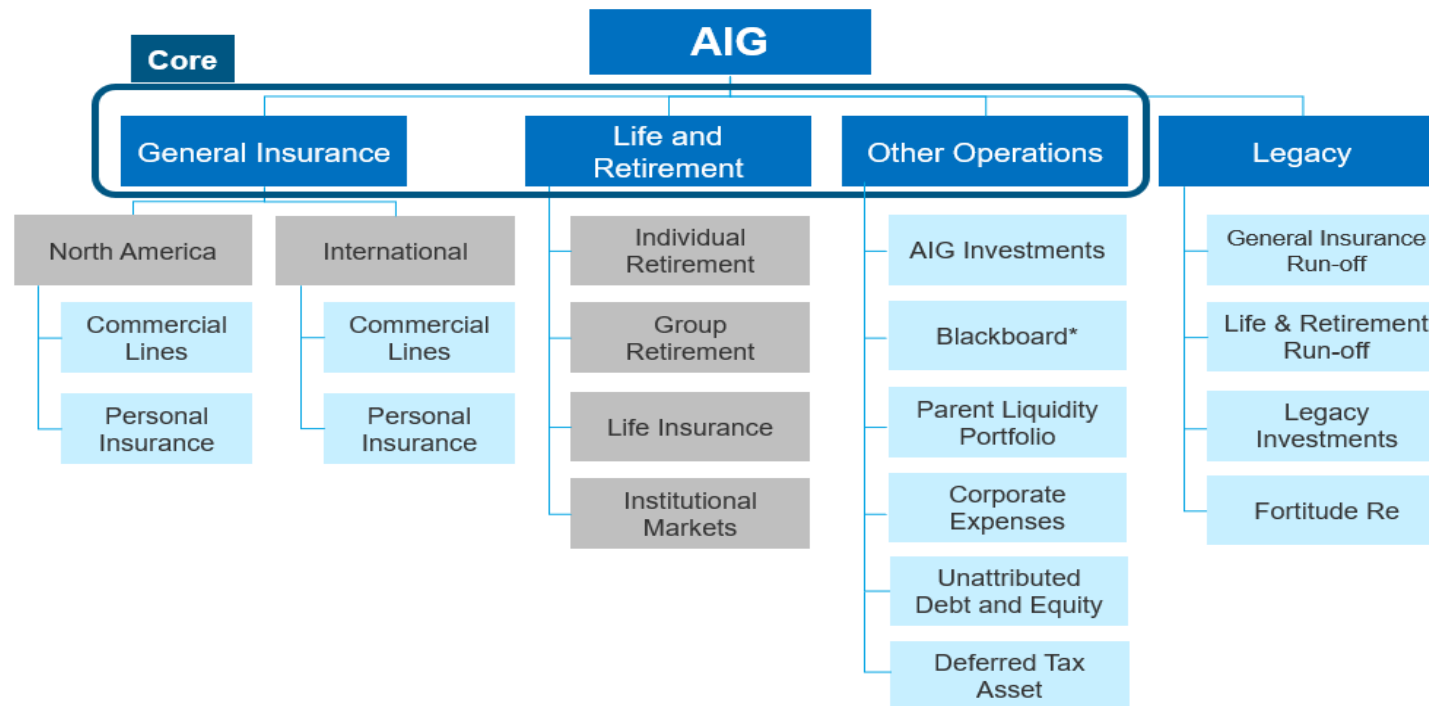 AIG
Core
General Insurance
Life and
Retirement
Other Operations
Legacy
North America
International
Commercial
Lines
Personal
Insurance
Commercial
Lines
Personal
Insurance
Individual
Retirement
Group
Retirement
Life Insurance
Institutional
Markets
AIG Investments
Blackboard*
Parent Liquidity
Portfolio
Corporate
Expenses
Unattributed
Debt and Equity
Deferred Tax
Asset
General Insurance
Run-off
Life & Retirement
Run-off
Legacy
Investments
Fortitude Re